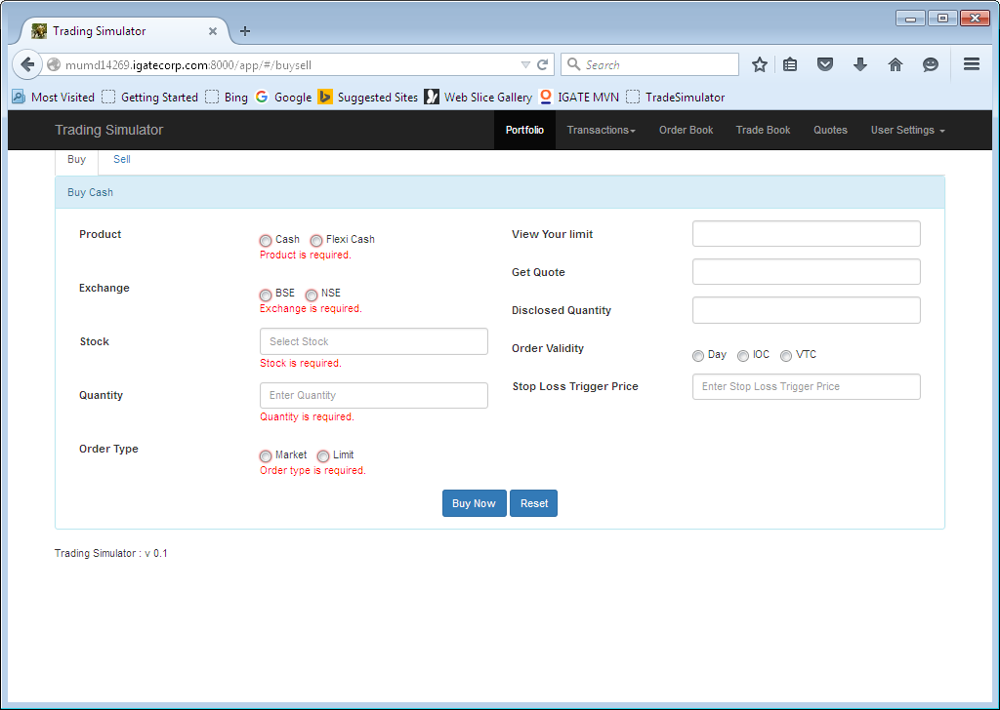 Trading Simulator
mumd14269.igatecorp.com:8000/app/#/buysell
Search
Most Visited Getting Started Bing Google Suggested Sites Web Slice Gallery IGATE MVN TradeSimulator
Trading Simulator Portfolio Transactions Order Book Trade Book Quotes User Settings
Buy Sell
Buy Cash
Product
Cash Flexi Cash
Product is required.
Exchange
BSE NSE
Exchange is required.
Stock
Select Stock
Stock is required.
Quantity
Enter Quantity
Quantity is required.
Order Type
Market Limit
Order type is required.
View Your limit
Get Quote
Disclosed Quantity
Order Validity
Day IOC VTC
Stop Loss Trigger Price
Enter Stop Loss Trigger Price
Buy Now Reset
Trading Simulator : v 0.1